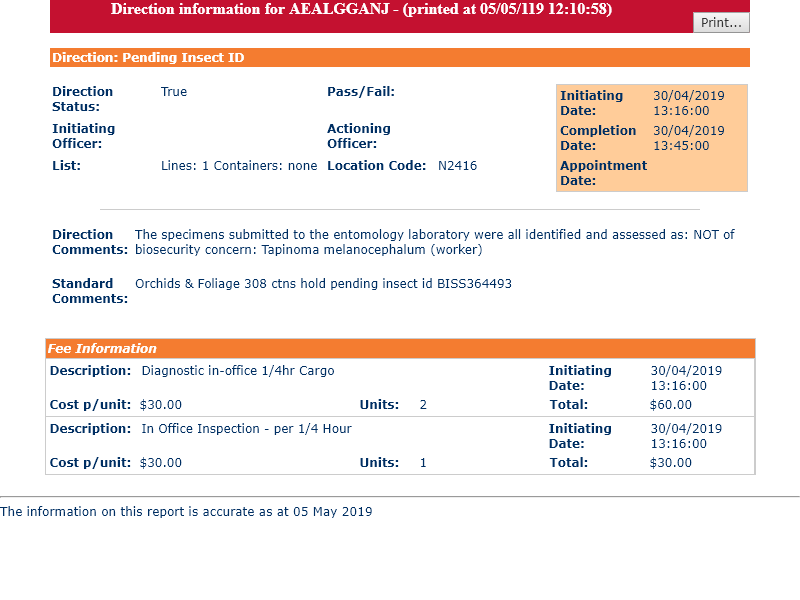 Direction information for AEALGGANJ - (printed at 05/05/119 12:10:58)
Print...
Direction: Pending Insect ID
Direction Status: True Pass/Fail:
Initiating Officer: Actioning Officer:
List: Lines: 1 Containers: none Location Code: N2416
Initiating Date: 30/04/2019 13:16:00
Completion Date: 30/04/2019 13:45:00
Appointment Date:
Direction Comments: The specimens submitted to the entomology laboratory were all identified and assessed as: NOT of
biosecurity concern: Tapinoma melanocephalum (worker)
Standard Comments: Orchids & Foliage 308 ctns hold pending insect id BISS364493
Fee Information
Description: Diagnostic in-office 1/4hr Cargo Initiating Date: 30/04/2019 13:16:00
Cost p/unit: $30.00 Units: 2 Total: $60.00
Description: In Office Inspection - per 1/4 Hour Initiating Date: 30/04/2019 13:16:00
Cost p/unit: $30.00 Units: 1 Total: $30.00
The information on this report is accurate as at 05 May 2019